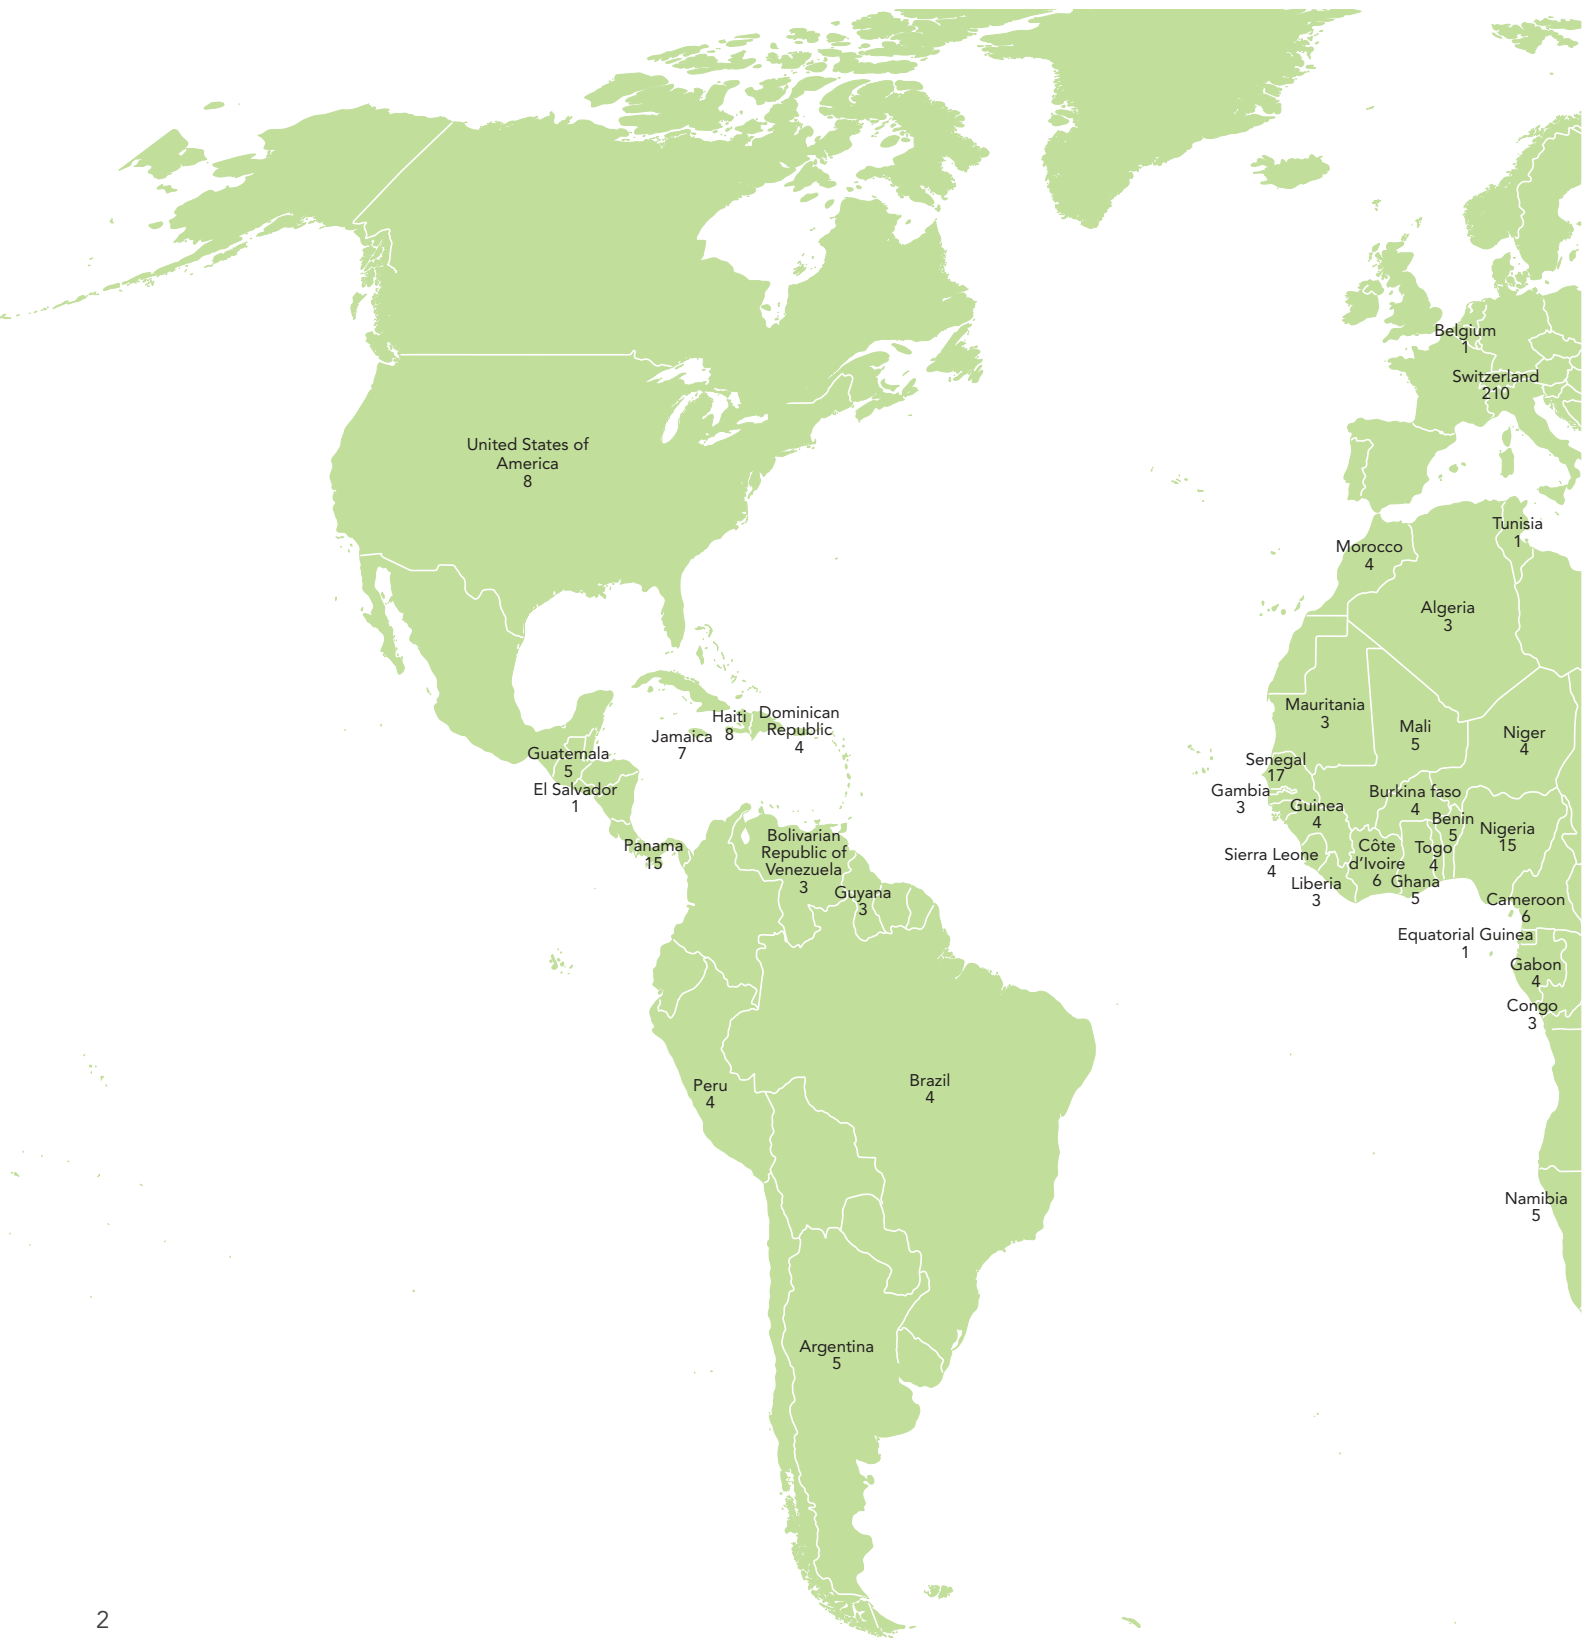 Belgium
1
Switzerland
210
United States of
America
8
Tunisia
1
Morocco
4
Algeria
3
Mauritania
3
Mali
5
Niger
4
Haiti
8
Dominican
Republic
4
Jamaica
7
Guatemala
5
El Salvador
1
Senegal
17
Gambia
3
Guinea
4
Burkina faso
4
Benin
5
Nigeria
15
Togo
4
Côte
d'Ivoire
6
Ghana
5
Sierra Leone
4
Liberia
3
Panama
15
Bolivarian
Republic of
Venezuela
3
Guyana
3
Cameroon
6
Equatorial Guinea
1
Gabon
4
Congo
3
Peru
4
Brazil
4
Namibia
5
Argentina
5
2